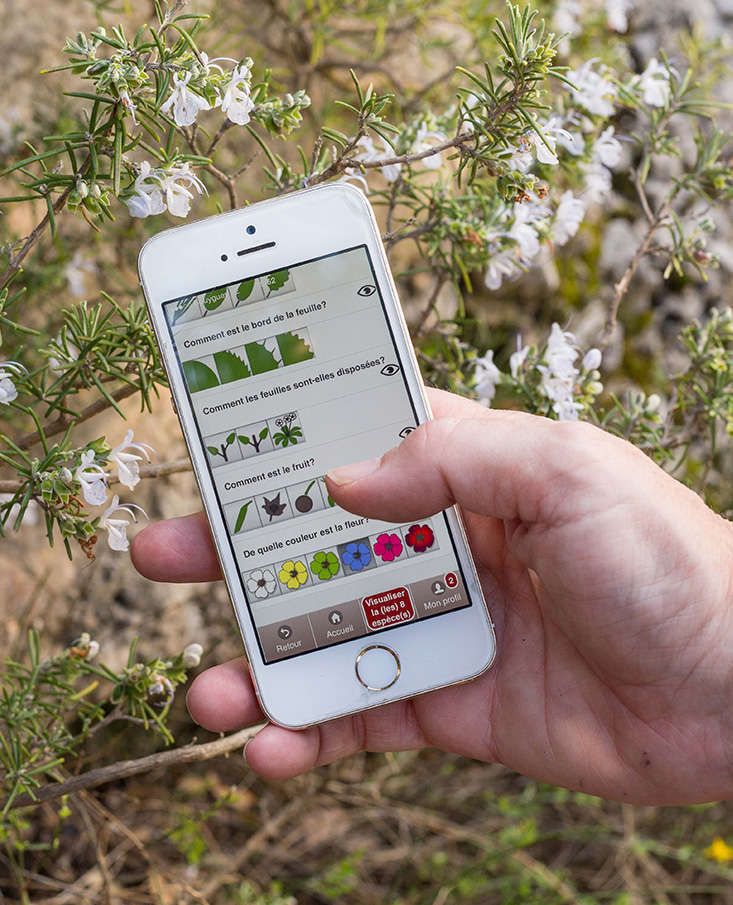 Comment est le bord de la feuille?
Comment les feuilles sont-elles disposées?
Comment est le fruit?
De quelle couleur est la fleur?
Retour
Accueil
Visualiser
la (les) 8
espèce(s)
2
Mon profil